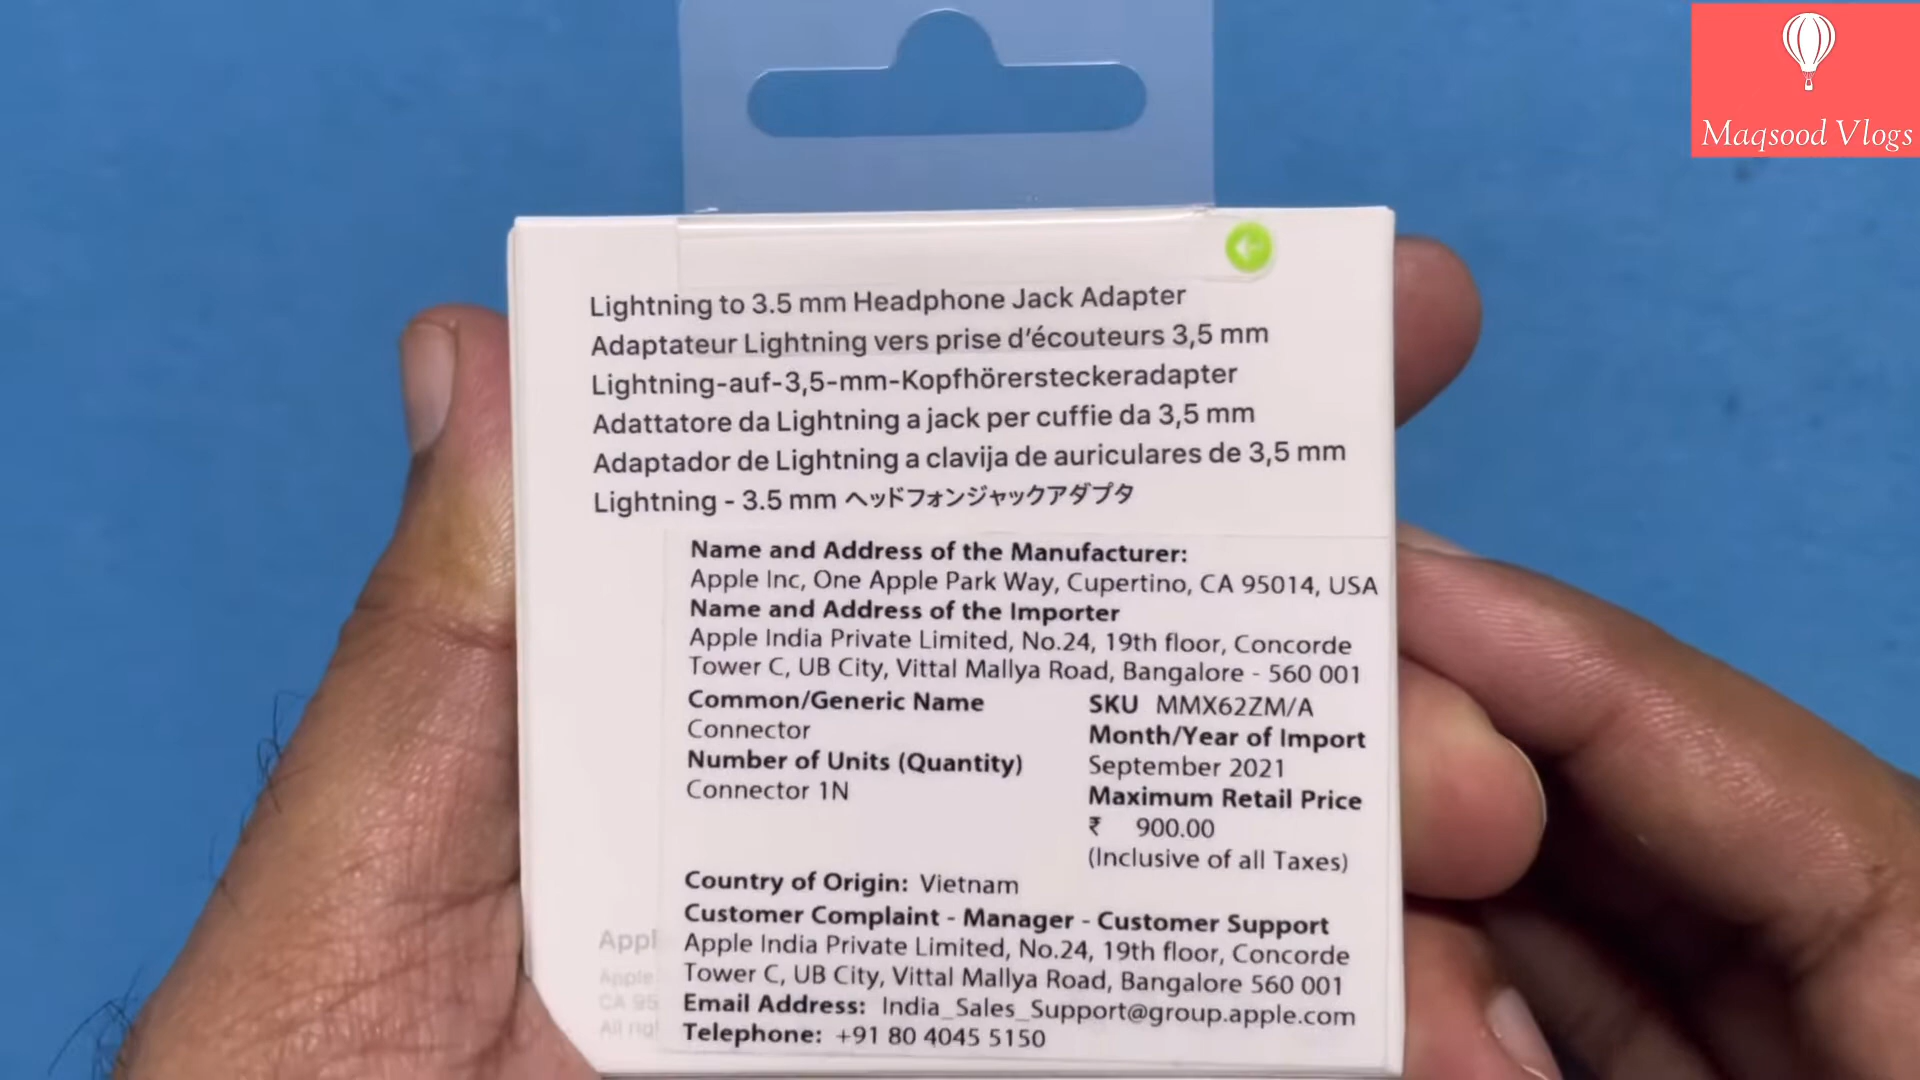 Maqsood Vlogs
Lightning to 3.5 mm Headphone Jack Adapter
Adaptateur Lightning vers prise d'écouteurs 3,5 mm
Lightning-auf-3,5-mm-Kopfhörersteckeradapter
Adattatore da Lightning a jack per cuffie da 3,5 mm
Adaptador de Lightning a clavija de auriculares de 3,5 mm
Lightning - 3.5 mm ヘッドフォンジャックアダプタ
Name and Address of the Manufacturer:
Apple Inc, One Apple Park Way, Cupertino, CA 95014, USA
Name and Address of the Importer
Apple India Private Limited, No.24, 19th floor, Concorde
Tower C, UB City, Vittal Mallya Road, Bangalore - 560 001
Common/Generic Name
Connector
Number of Units (Quantity)
Connector 1N
SKU MMX62ZM/A
Month/Year of Import
September 2021
Maximum Retail Price
₹ 900.00
(Inclusive of all Taxes)
Country of Origin: Vietnam
Customer Complaint - Manager - Customer Support
Apple India Private Limited, No.24, 19th floor, Concorde
Tower C, UB City, Vittal Mallya Road, Bangalore 560 001
Email Address: India_Sales_Support@group.apple.com
Telephone: +91 80 4045 5150
Apple
CA 95